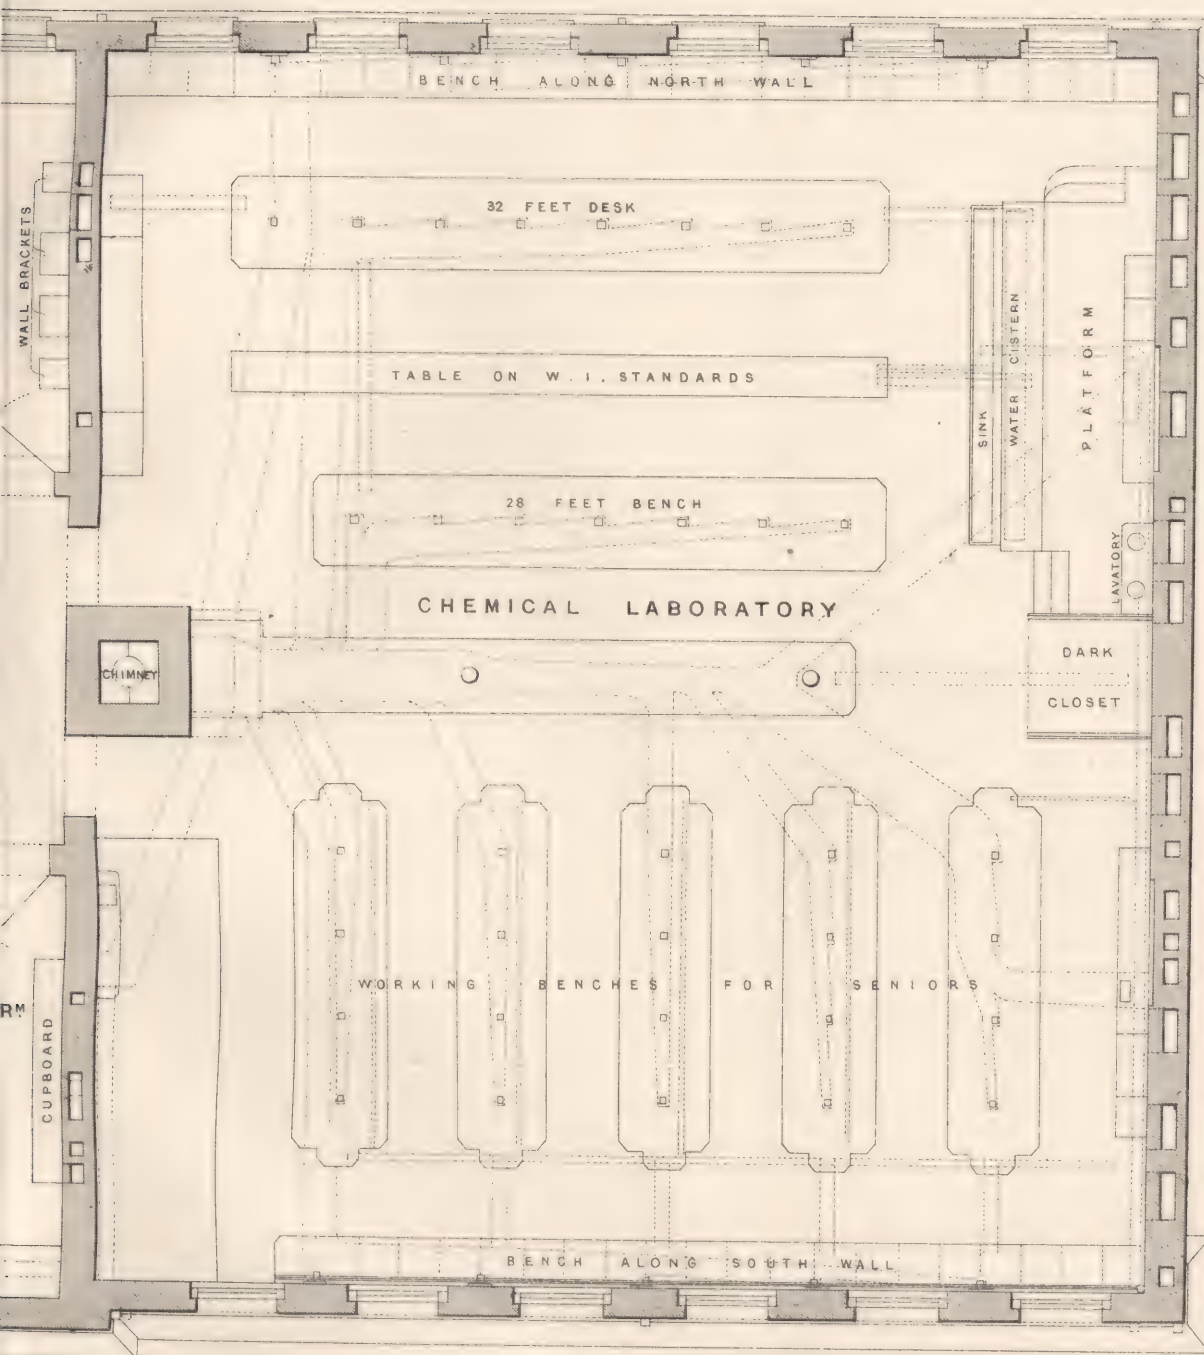 BENCH ALONG NORTH WALL
WALL BRACKETS
32 FEET DESK
TABLE ON W. I. STANDARDS
SINK
WATER CISTERN
PLATFORM
28 FEET BENCH
LAVATORY
CHEMICAL LABORATORY
CHIMNEY
DARK
CLOSET
WORKING BENCHES FOR SENIORS
RM
CUPBOARD
BENCH ALONG SOUTH WALL